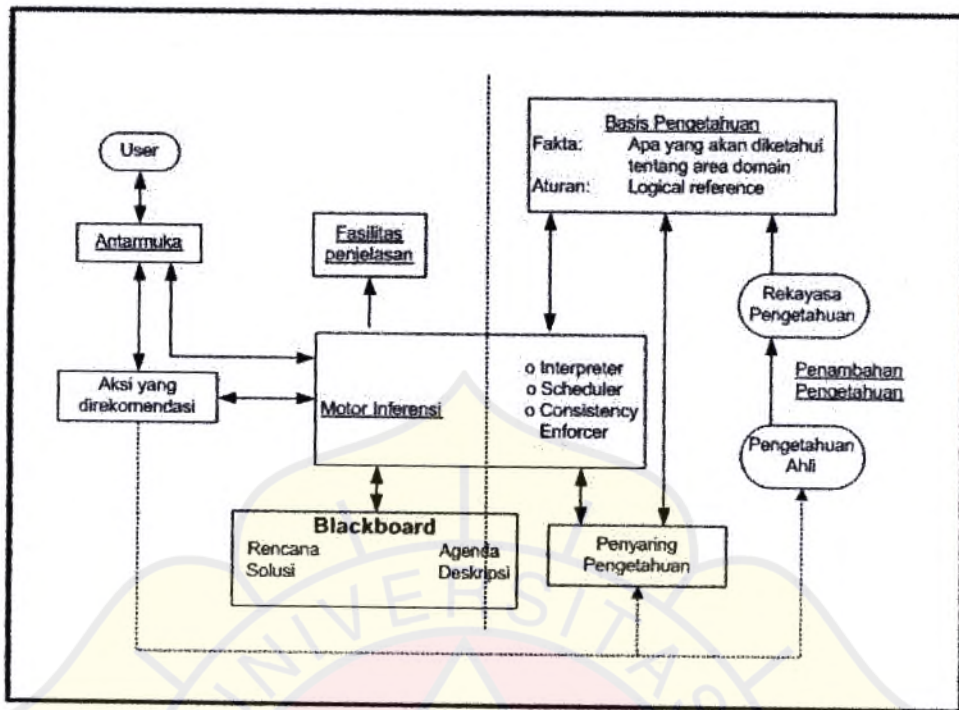 User
Antarmuka
Aksi yang
direkomendasi
Fasilitas
penjelasan
Motor Inferensi
o Interpreter
o Scheduler
o Consistency
Enforcer
Blackboard
Rencana
Agenda
Solusi
Deskripsi
Basis Pengetahuan
Fakta: Apa yang akan diketahui
tentang area domain
Aturan: Logical reference
Rekayasa
Pengetahuan
Penambahan
Pengetahuan
Pengetahuan
Ahli
Penyaring
Pengetahuan
UNIVERSITAS